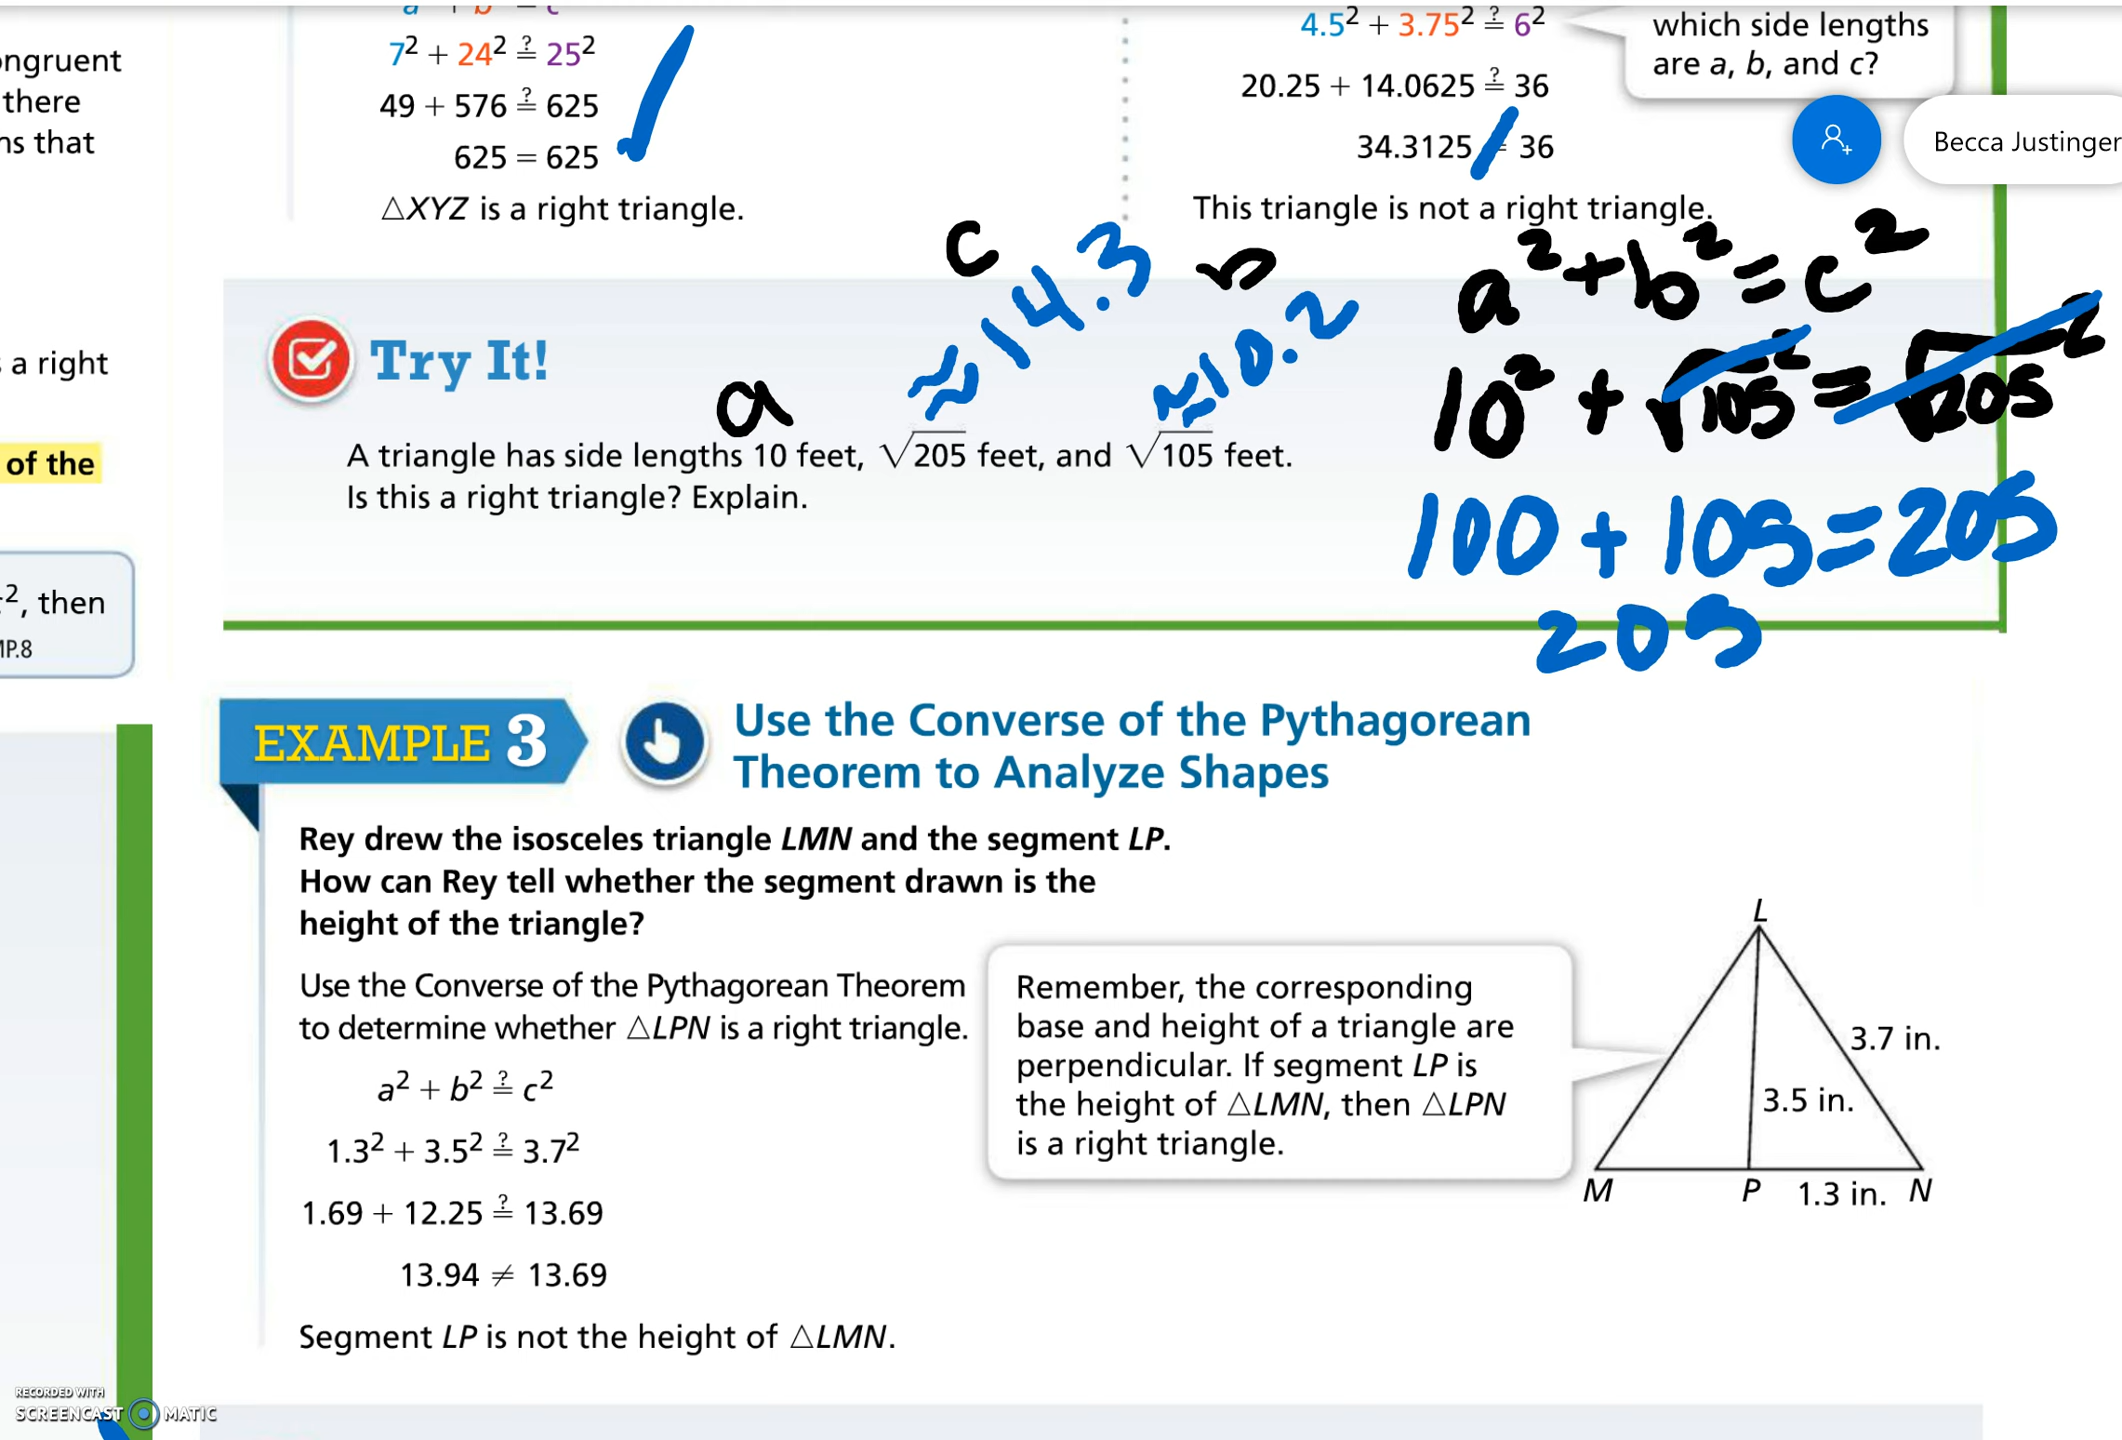 ongruent
there
ns that
a right
of the
2, then
MP.8
a + b = c
7² + 24² ≟ 25²
49 + 576 ≟ 625
625 = 625
△XYZ is a right triangle.
4.5² + 3.75² ≟ 6²
20.25 + 14.0625 ≟ 36
34.3125 = 36
This triangle is not a right triangle.
which side lengths
are a, b, and c?
Becca Justinger
Try It!
a
c
≈14.3
b
≈10.2
A triangle has side lengths 10 feet, √205 feet, and √105 feet.
Is this a right triangle? Explain.
a² + b² = c²
10² + √105² = √205²
100 + 105 = 205
205
EXAMPLE 3
Use the Converse of the Pythagorean
Theorem to Analyze Shapes
Rey drew the isosceles triangle LMN and the segment LP.
How can Rey tell whether the segment drawn is the
height of the triangle?
Use the Converse of the Pythagorean Theorem
to determine whether △LPN is a right triangle.
a² + b² ≟ c²
1.3² + 3.5² ≟ 3.7²
1.69 + 12.25 ≟ 13.69
13.94 ≠ 13.69
Segment LP is not the height of △LMN.
Remember, the corresponding
base and height of a triangle are
perpendicular. If segment LP is
the height of △LMN, then △LPN
is a right triangle.
L
3.7 in.
3.5 in.
M P 1.3 in. N
RECORDED WITH
SCREENCAST MATIC